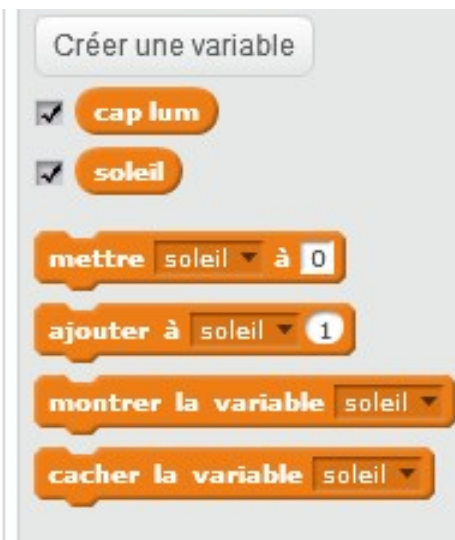 Créer une variable
cap lum
soleil
mettre soleil à 0
ajouter à soleil 1
montrer la variable soleil
cacher la variable soleil